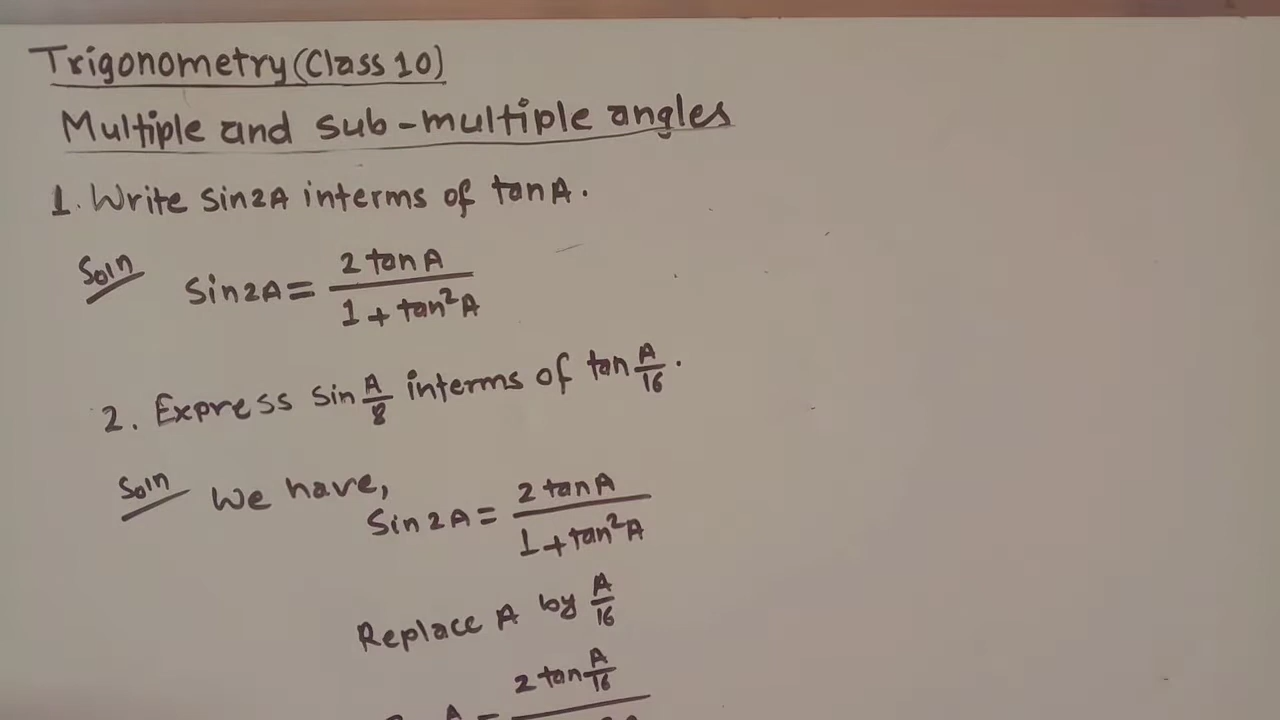 Trigonometry (Class 10)
Multiple and sub-multiple angles
1. Write sin2A interms of tanA.
Soln
Sin2A = 2 tanA / 1 + tan²A
2. Express sin A/8 interms of tan A/16.
Soln We have,
Sin2A = 2 tanA / 1 + tan²A
Replace A by A/16
2 tan A/16
A =